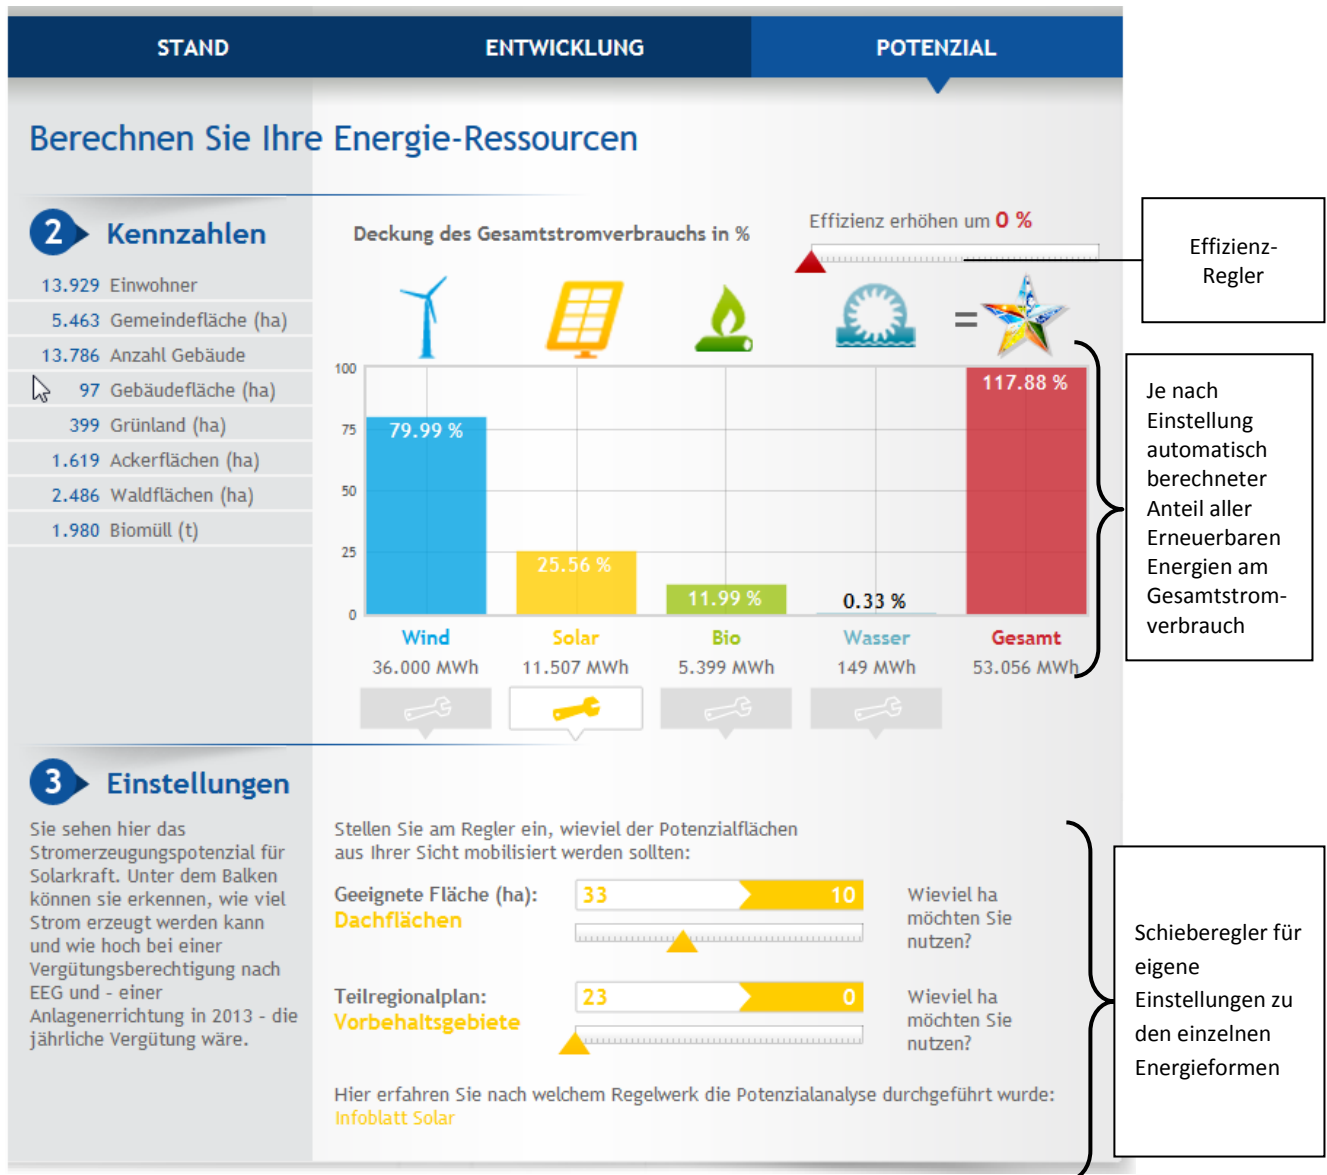 STAND
ENTWICKLUNG
POTENZIAL
Berechnen Sie Ihre Energie-Ressourcen
2 Kennzahlen
13.929 Einwohner
5.463 Gemeindefläche (ha)
13.786 Anzahl Gebäude
97 Gebäudefläche (ha)
399 Grünland (ha)
1.619 Ackerflächen (ha)
2.486 Waldflächen (ha)
1.980 Biomüll (t)
Deckung des Gesamtstromverbrauchs in %
Effizienz erhöhen um 0 %
=
100
75
50
25
0
79.99 %
25.56 %
11.99 %
0.33 %
117.88 %
Wind
Solar
Bio
Wasser
Gesamt
36.000 MWh
11.507 MWh
5.399 MWh
149 MWh
53.056 MWh
Effizienz-
Regler
Je nach
Einstellung
automatisch
berechneter
Anteil aller
Erneuerbaren
Energien am
Gesamtstrom-
verbrauch
3 Einstellungen
Sie sehen hier das
Stromerzeugungspotenzial für
Solarkraft. Unter dem Balken
können sie erkennen, wie viel
Strom erzeugt werden kann
und wie hoch bei einer
Vergütungsberechtigung nach
EEG und - einer
Anlagenerrichtung in 2013 - die
jährliche Vergütung wäre.
Stellen Sie am Regler ein, wieviel der Potenzialflächen
aus Ihrer Sicht mobilisiert werden sollten:
Geeignete Fläche (ha):
Dachflächen
33
10
Wieviel ha
möchten Sie
nutzen?
Teilregionalplan:
Vorbehaltsgebiete
23
0
Wieviel ha
möchten Sie
nutzen?
Hier erfahren Sie nach welchem Regelwerk die Potenzialanalyse durchgeführt wurde:
Infoblatt Solar
Schieberegler für
eigene
Einstellungen zu
den einzelnen
Energieformen